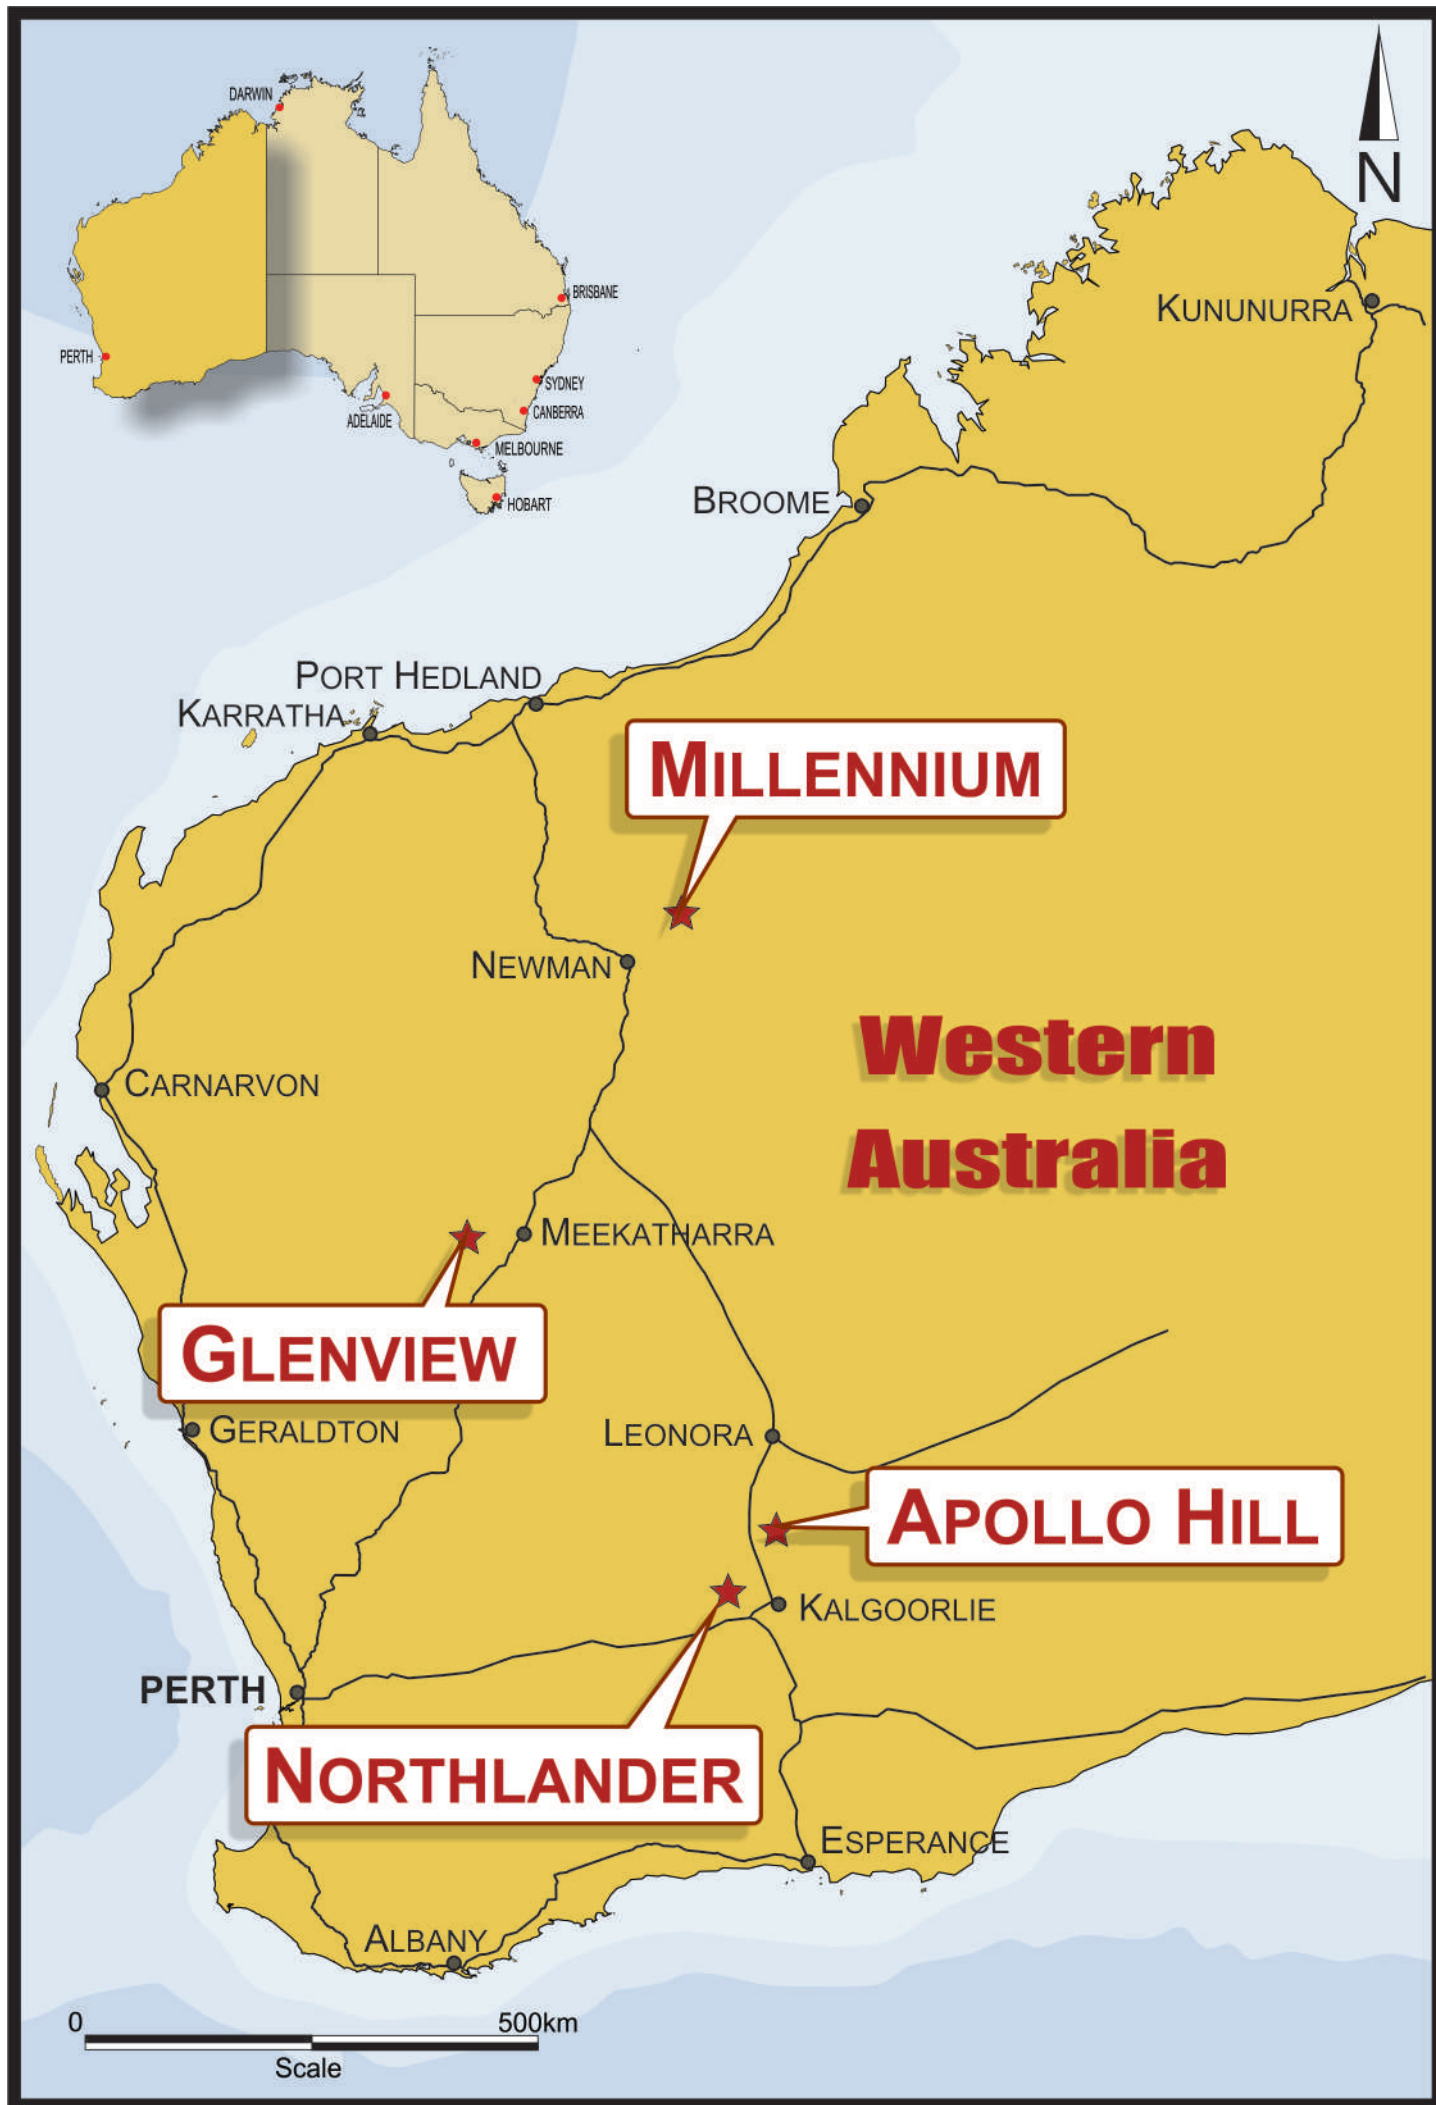 N
DARWIN
BRISBANE
PERTH
SYDNEY
ADELAIDE
CANBERRA
MELBOURNE
HOBART
KUNUNURRA
BROOME
PORT HEDLAND
KARRATHA
MILLENNIUM
NEWMAN
Western
Australia
CARNARVON
MEEKATHARRA
GLENVIEW
GERALDTON
LEONORA
APOLLO HILL
KALGOORLIE
PERTH
NORTHLANDER
ESPERANCE
ALBANY
0 500km
Scale